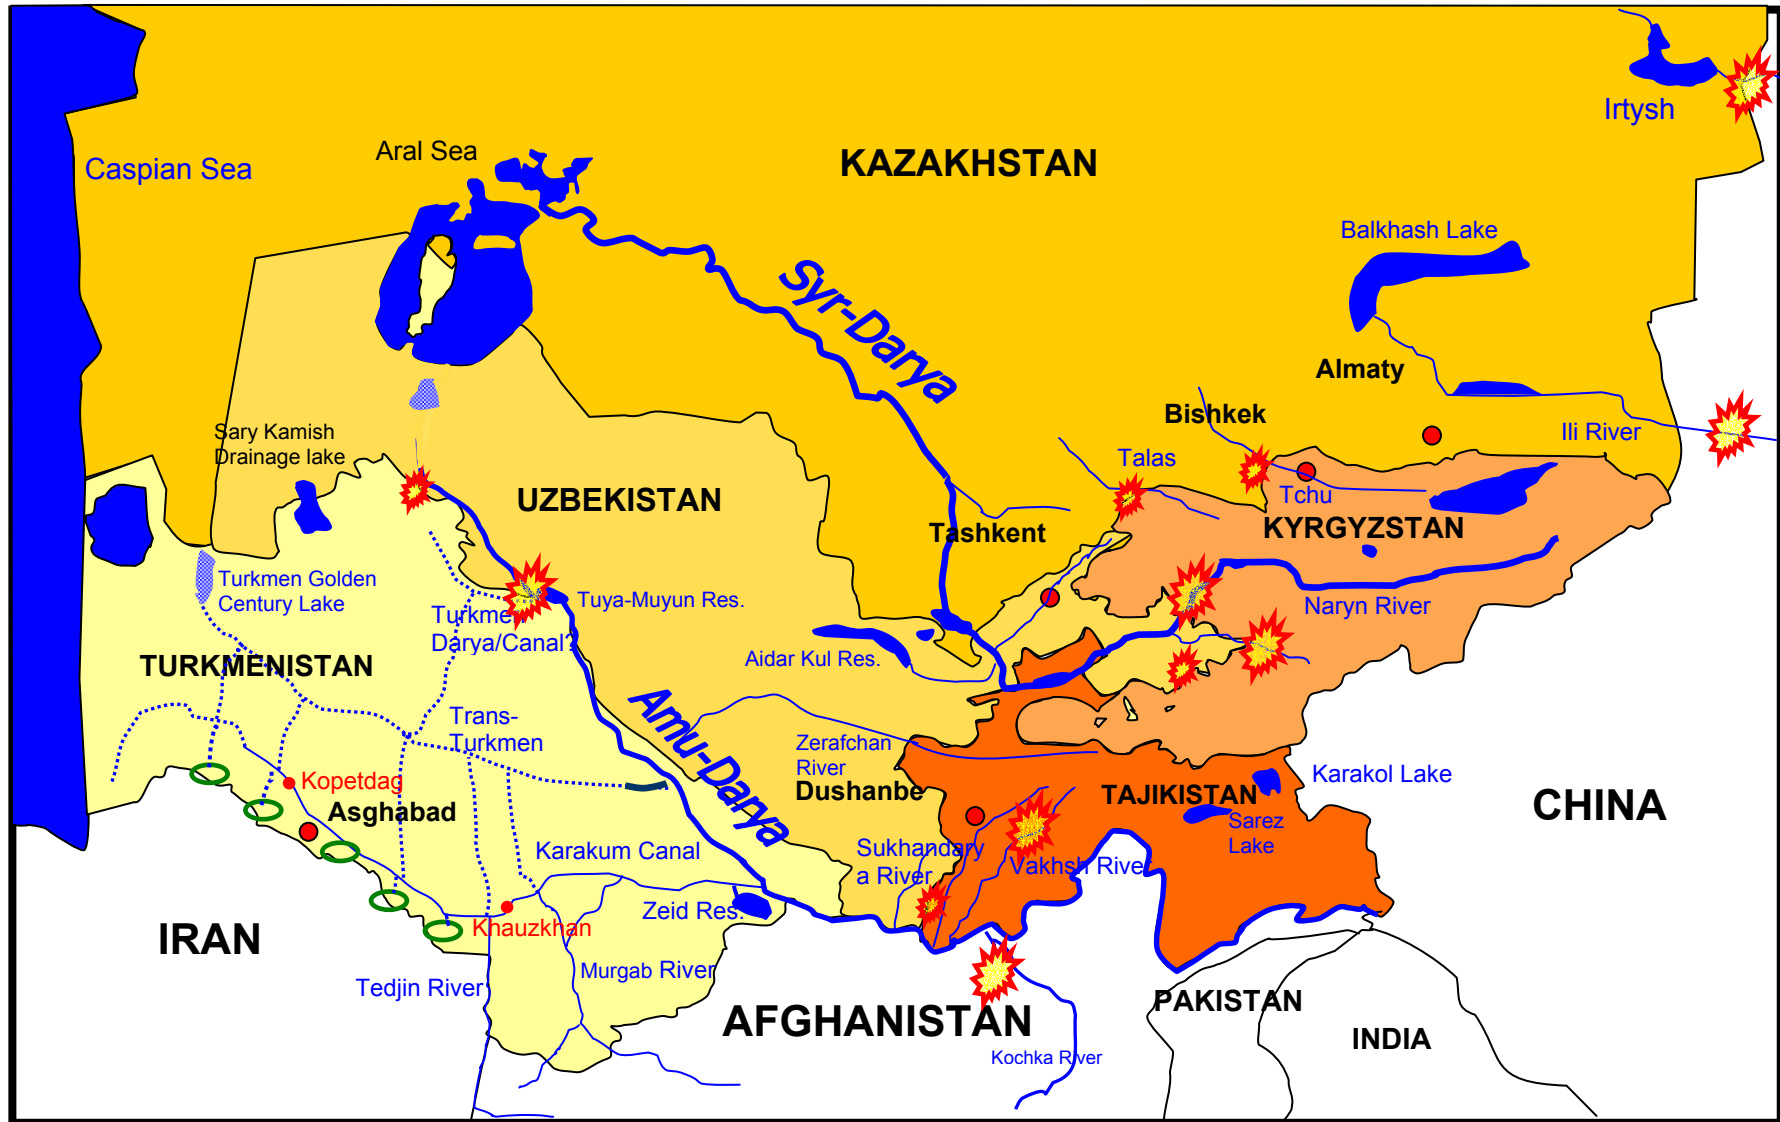 Irtysh
Aral Sea
Caspian Sea
KAZAKHSTAN
Balkhash Lake
Syr-Darya
Almaty
Bishkek
Sary Kamish
Drainage lake
Ili River
Talas
UZBEKISTAN
Tchu
KYRGYZSTAN
Tashkent
Turkmen Golden
Century Lake
Tuya-Muyun Res.
Naryn River
Turkmen
Darya/Canal?
Aidar Kul Res.
TURKMENISTAN
Amu-Darya
Trans-
Turkmen
Zerafchan
River
Kopetdag
Karakol Lake
Dushanbe
TAJIKISTAN
CHINA
Asghabad
Sarez
Lake
Karakum Canal
Sukhandary
a River
Vakhsh River
Zeid Res.
Khauzkhan
IRAN
Murgab River
Tedjin River
PAKISTAN
AFGHANISTAN
INDIA
Kochka River